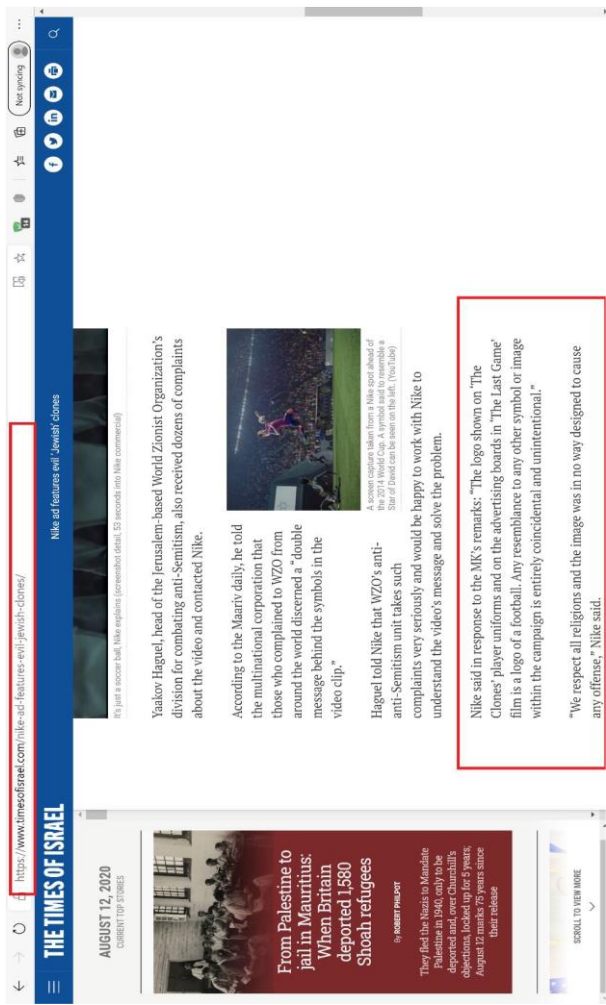 https://www.timesofisrael.com/nike-ad-features-evil-jewish-clones/
Not syncing
THE TIMES OF ISRAEL
Nike ad features evil 'Jewish' clones
AUGUST 12, 2020
CURRENT TOP STORIES
From Palestine to
jail in Mauritius:
When Britain
deported 1,580
Shoah refugees
By ROBERT PHILPOT
They fled the Nazis to Mandate
Palestine in 1940, only to be
deported and, over Churchill's
objections, locked up for 5 years;
August 12 marks 75 years since
their release
SCROLL TO VIEW MORE
It's just a soccer ball, Nike explains (screenshot detail, 53 seconds into Nike commercial)
Yaakov Haguel, head of the Jerusalem-based World Zionist Organization's
division for combating anti-Semitism, also received dozens of complaints
about the video and contacted Nike.
According to the Maariv daily, he told
the multinational corporation that
those who complained to WZO from
around the world discerned a "double
message behind the symbols in the
video clip."
A screen capture taken from a Nike spot ahead of
the 2014 World Cup. A symbol said to resemble a
Star of David can be seen on the left. (YouTube)
Haguel told Nike that WZO's anti-
anti-Semitism unit takes such
complaints very seriously and would be happy to work with Nike to
understand the video's message and solve the problem.
Nike said in response to the MK's remarks: "The logo shown on 'The
Clones' player uniforms and on the advertising boards in 'The Last Game'
film is a logo of a football. Any resemblance to any other symbol or image
within the campaign is entirely coincidental and unintentional."
"We respect all religions and the image was in no way designed to cause
any offense," Nike said.